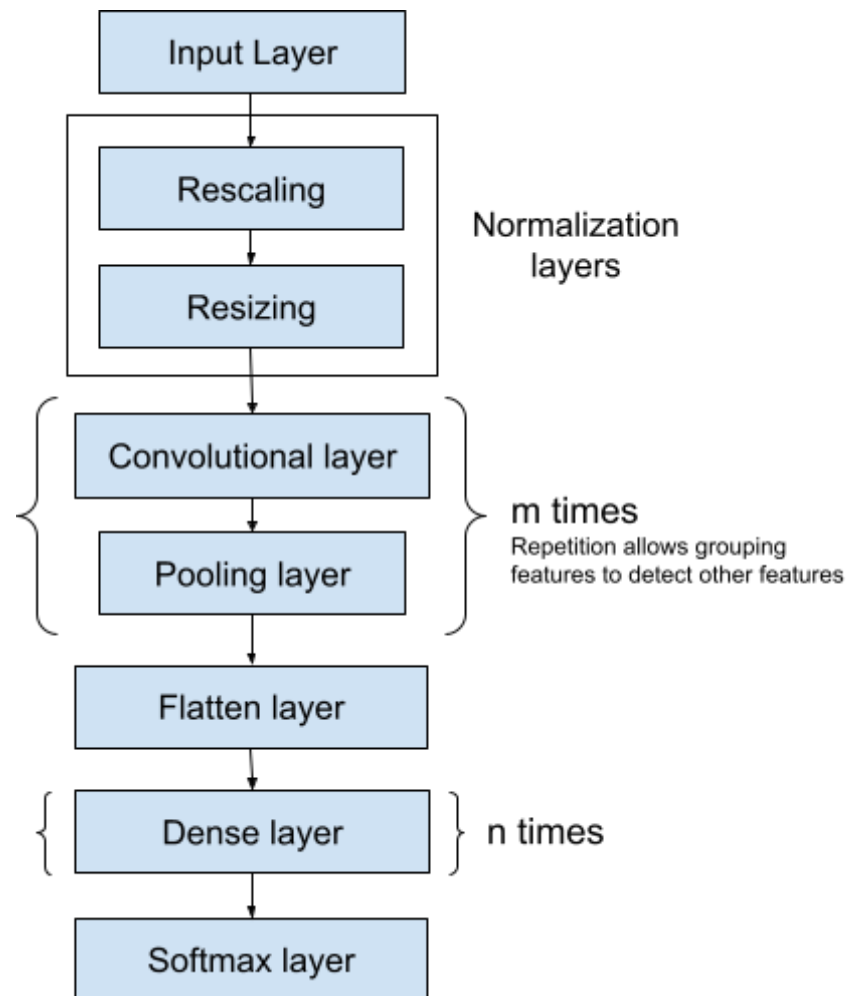 Input Layer
Rescaling
Normalization
layers
Resizing
Convolutional layer
m times
Repetition allows grouping
features to detect other features
Pooling layer
Flatten layer
Dense layer
n times
Softmax layer